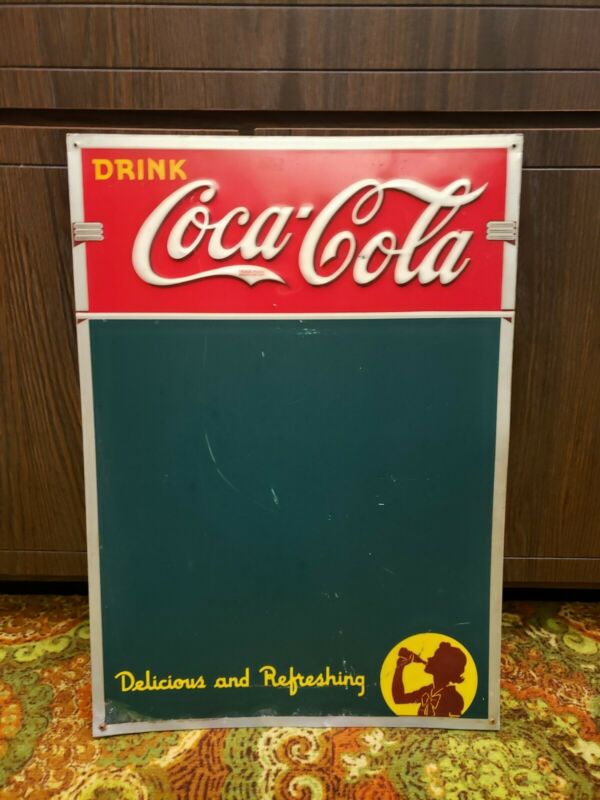 DRINK
Coca-Cola
Delicious and Refreshing